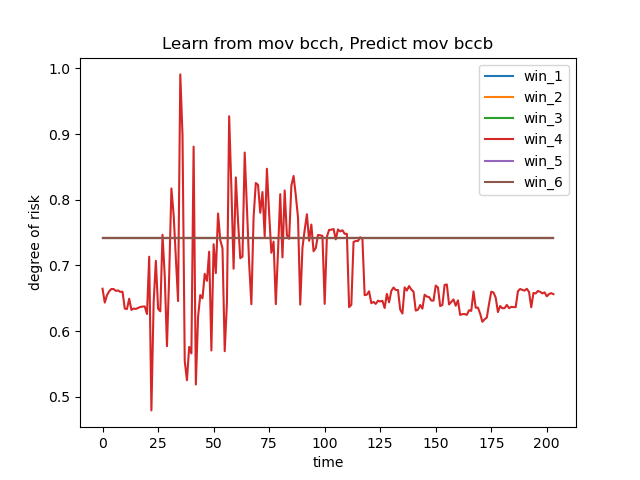 Learn from mov bcch, Predict mov bccb
1.0
0.9
0.8
0.7
0.6
0.5
degree of risk
0
25
50
75
100
125
150
175
200
time
win_1
win_2
win_3
win_4
win_5
win_6